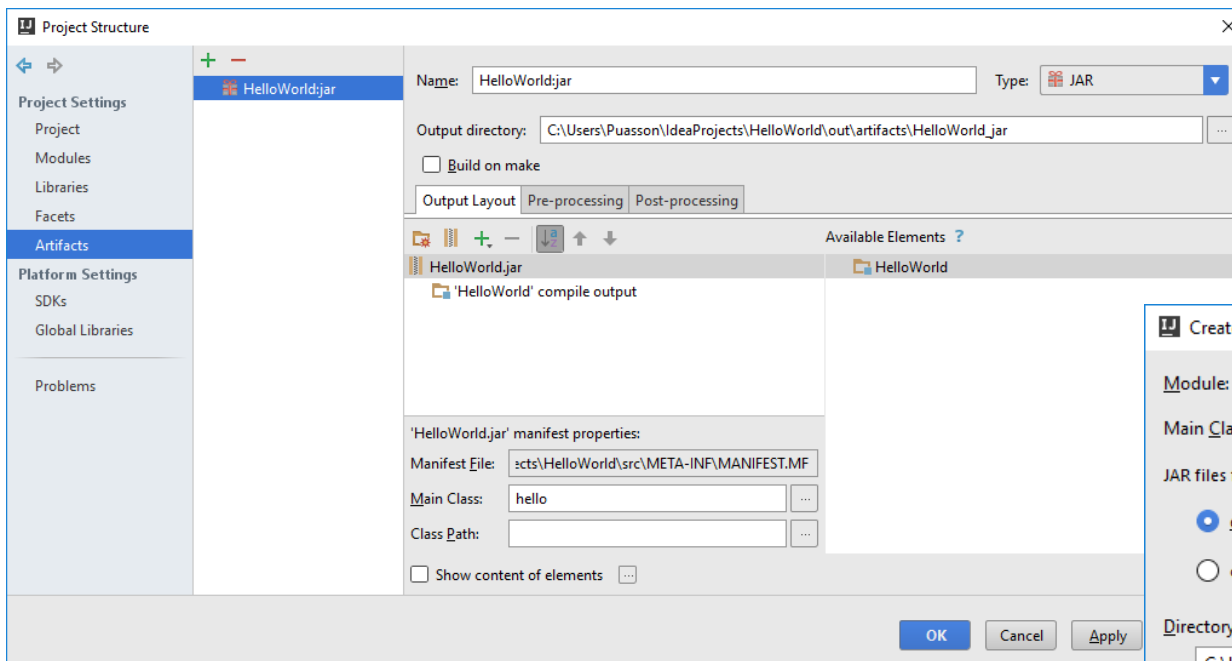 Project Structure
Project Settings
Project
Modules
Libraries
Facets
Artifacts
Platform Settings
SDKs
Global Libraries
Problems
HelloWorld:jar
Name: HelloWorld:jar Type: JAR
Output directory: C:\Users\Puasson\IdeaProjects\HelloWorld\out\artifacts\HelloWorld_jar ...
Build on make
Output Layout Pre-processing Post-processing
Available Elements ?
HelloWorld.jar
'HelloWorld' compile output
HelloWorld
'HelloWorld.jar' manifest properties:
Manifest File: ects\HelloWorld\src\META-INF\MANIFEST.MF
Main Class: hello ...
Class Path: ...
Show content of elements ...
OK Cancel Apply
Creat
Module:
Main Cla
JAR files
Directory